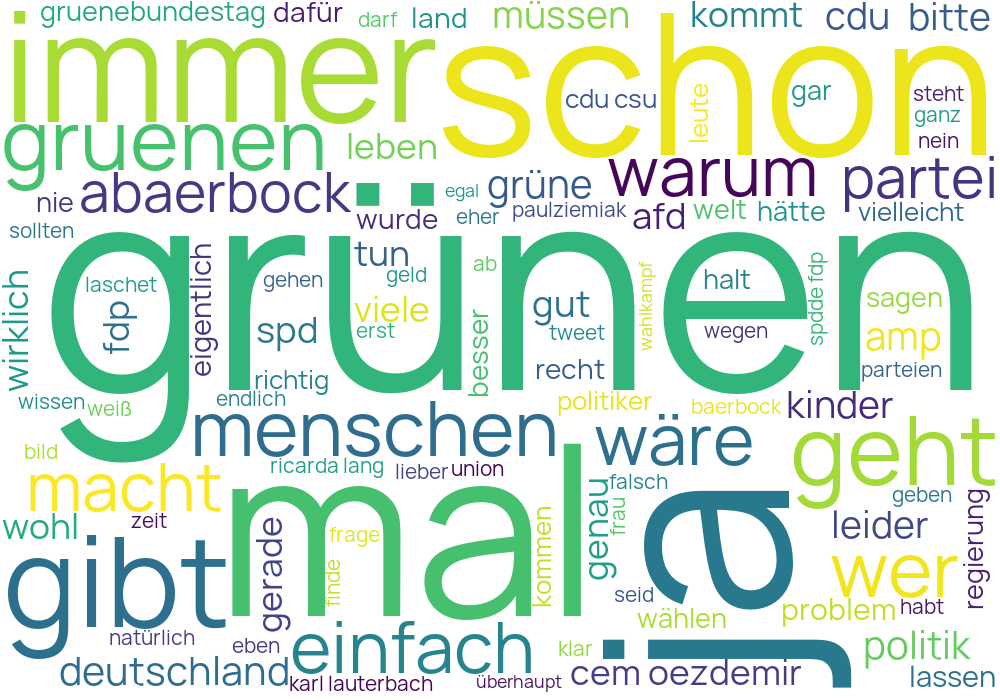 gruenebundestag dafür darf land müssen kommt cdu bitte
immer schon
cdu csu leute gar steht
ganz
nein
gruenen leben
warum partei
nie abaerbock egal grüne
wurde eher paulziemiak afd welt hätte vielleicht
sollten
grünen
wirklich eigentlich tun ab halt
laschet gehen geld wahlkampf spdde fdp sagen
fdp spd viele erst gut tweet wegen amp
besser recht parteien
richtig
wissen weiß endlich politiker baerbock kinder
menschen wäre geht
bild
ricarda lang lieber union falsch
macht mal ja geben
wohl zeit gerade frage finde kommen genau frau leider regierung
gibt wer
seid wählen problem habt
natürlich eben einfach klar politik
deutschland karl lauterbach überhaupt cem oezdemir lassen